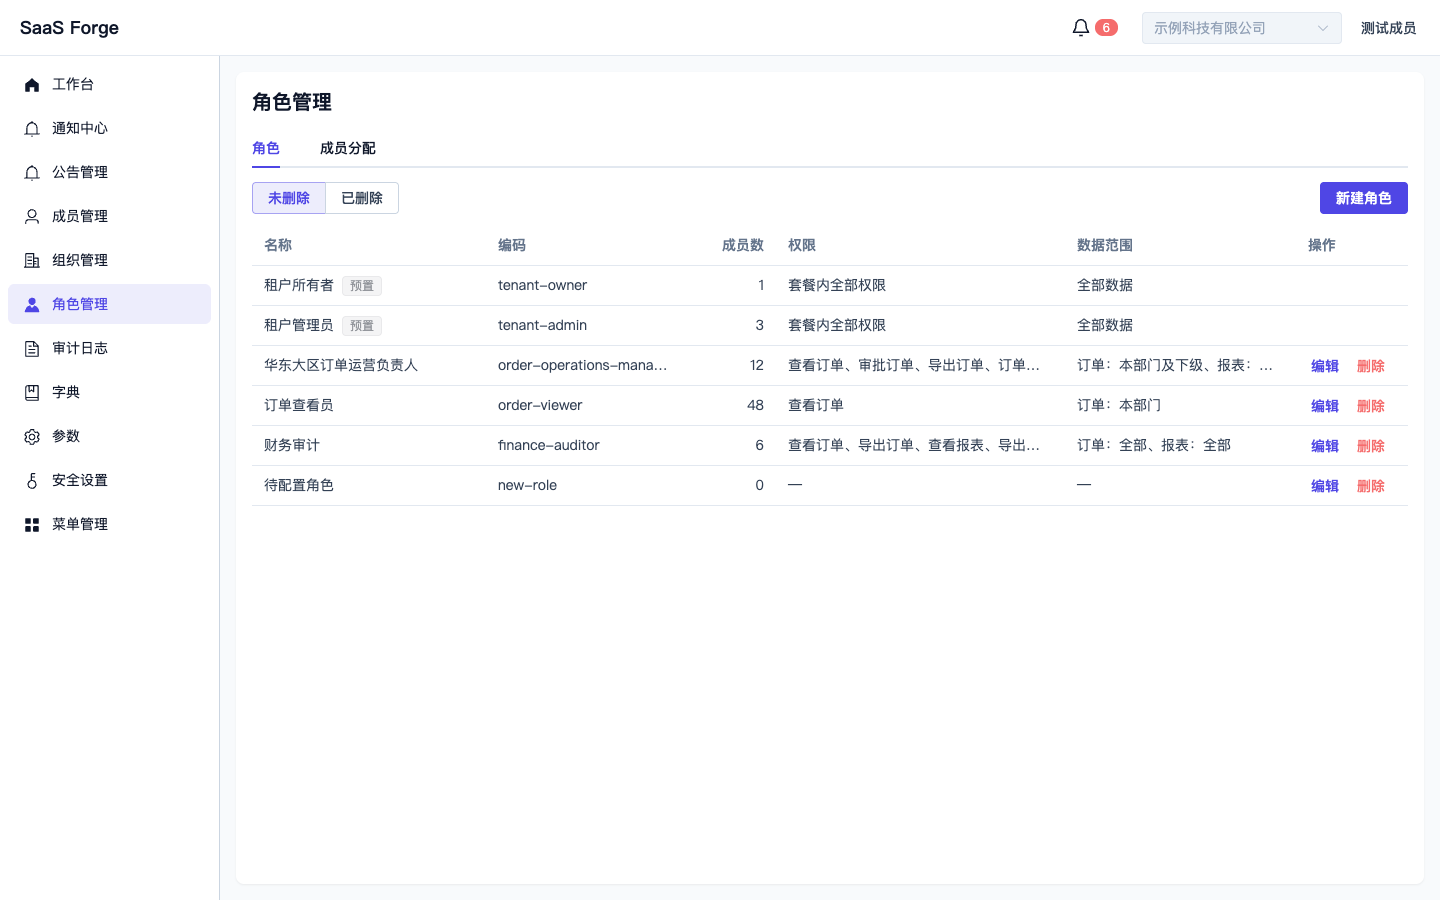 SaaS Forge
6
示例科技有限公司
测试成员
工作台
通知中心
公告管理
成员管理
组织管理
角色管理
审计日志
字典
参数
安全设置
菜单管理
角色管理
角色 成员分配
未删除 已删除 新建角色
名称 编码 成员数 权限 数据范围 操作
租户所有者 预置 tenant-owner 1 套餐内全部权限 全部数据
租户管理员 预置 tenant-admin 3 套餐内全部权限 全部数据
华东大区订单运营负责人 order-operations-mana... 12 查看订单、审批订单、导出订单、订单... 订单：本部门及下级、报表：... 编辑 删除
订单查看员 order-viewer 48 查看订单 订单：本部门 编辑 删除
财务审计 finance-auditor 6 查看订单、导出订单、查看报表、导出... 订单：全部、报表：全部 编辑 删除
待配置角色 new-role 0 — — 编辑 删除